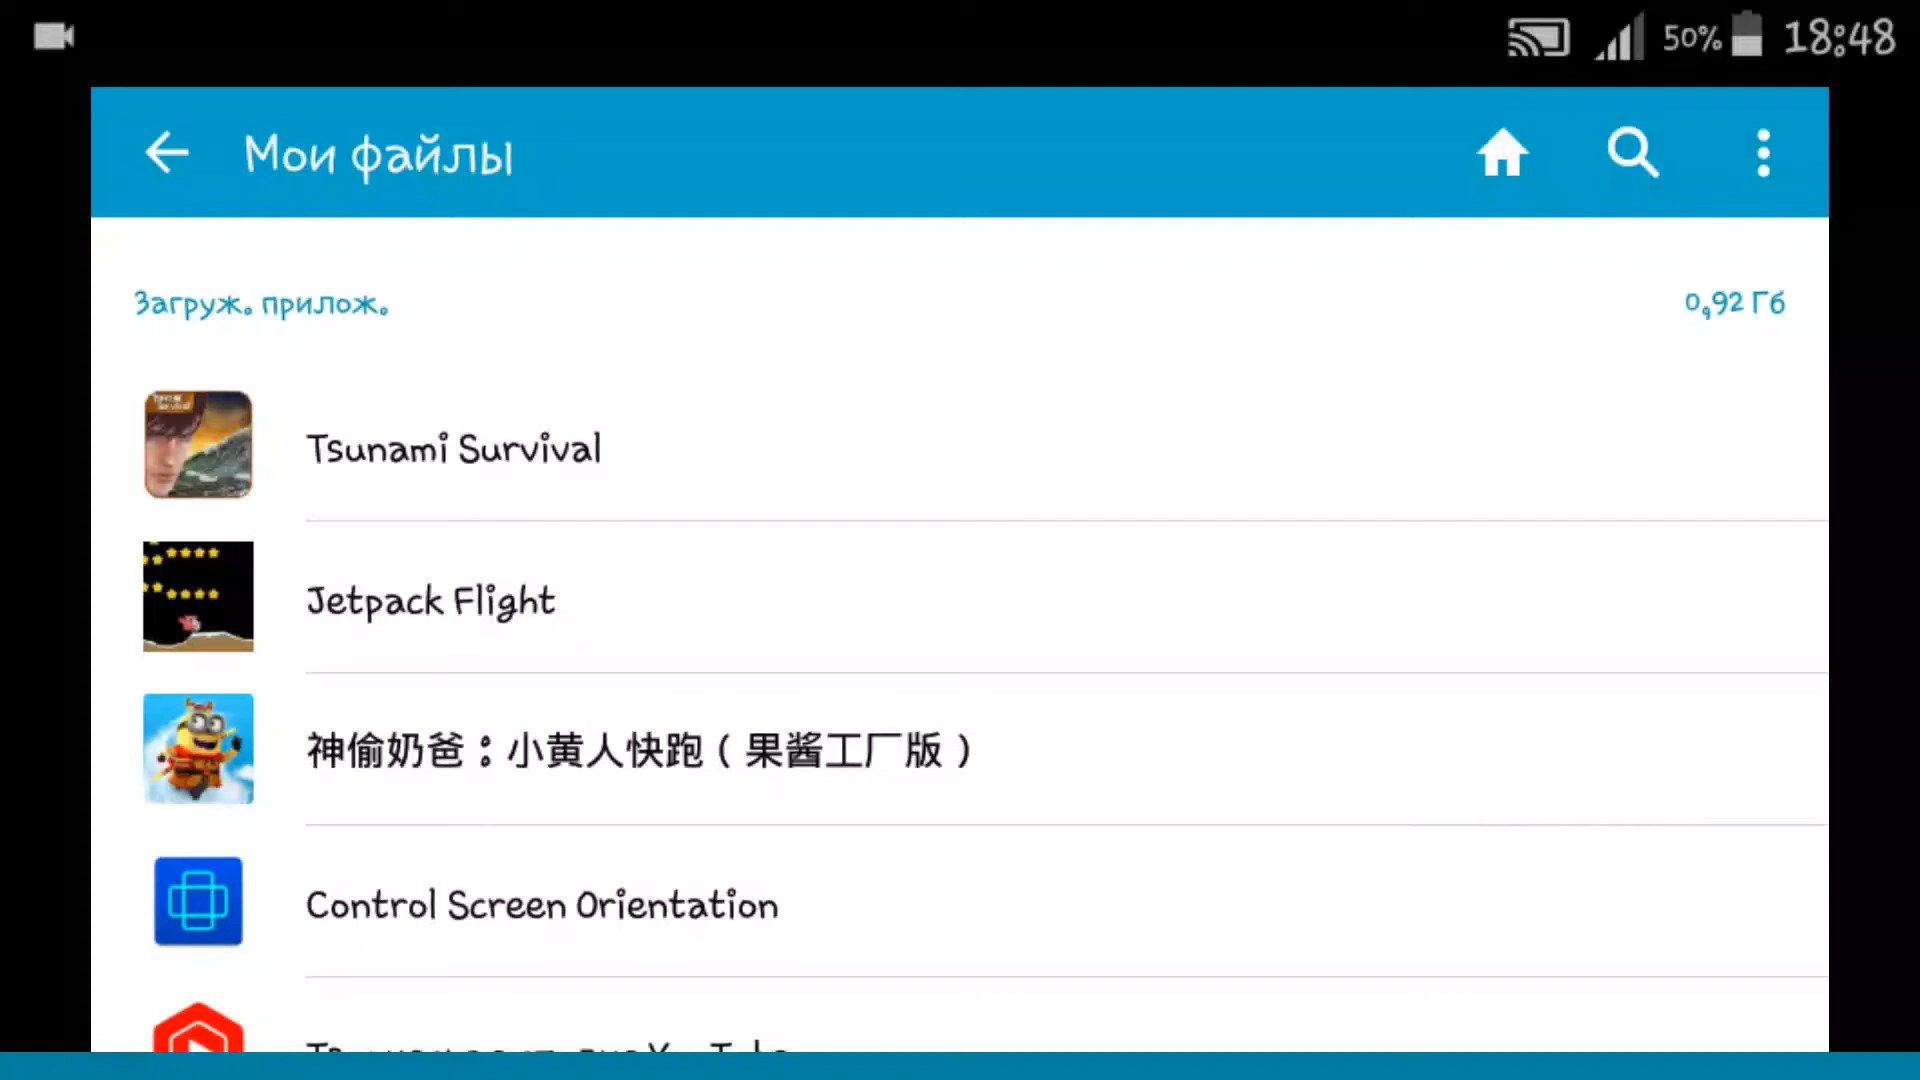 50% 18:48
Мои файлы
Загруж. прилож. 0,92 Гб
Tsunami Survival
Jetpack Flight
神偷奶爸：小黄人快跑（果酱工厂版）
Control Screen Orientation